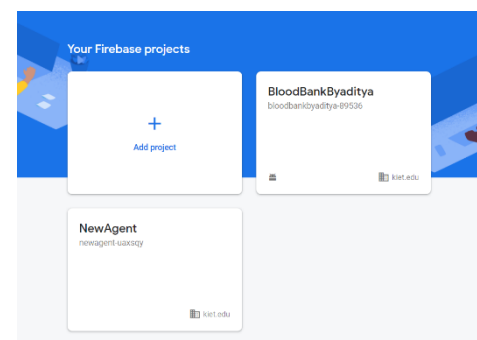 Your Firebase projects
+
Add project
BloodBankByaditya
bloodbankbyaditya-89536
kiet.edu
NewAgent
newagent-uaxsqy
kiet.edu